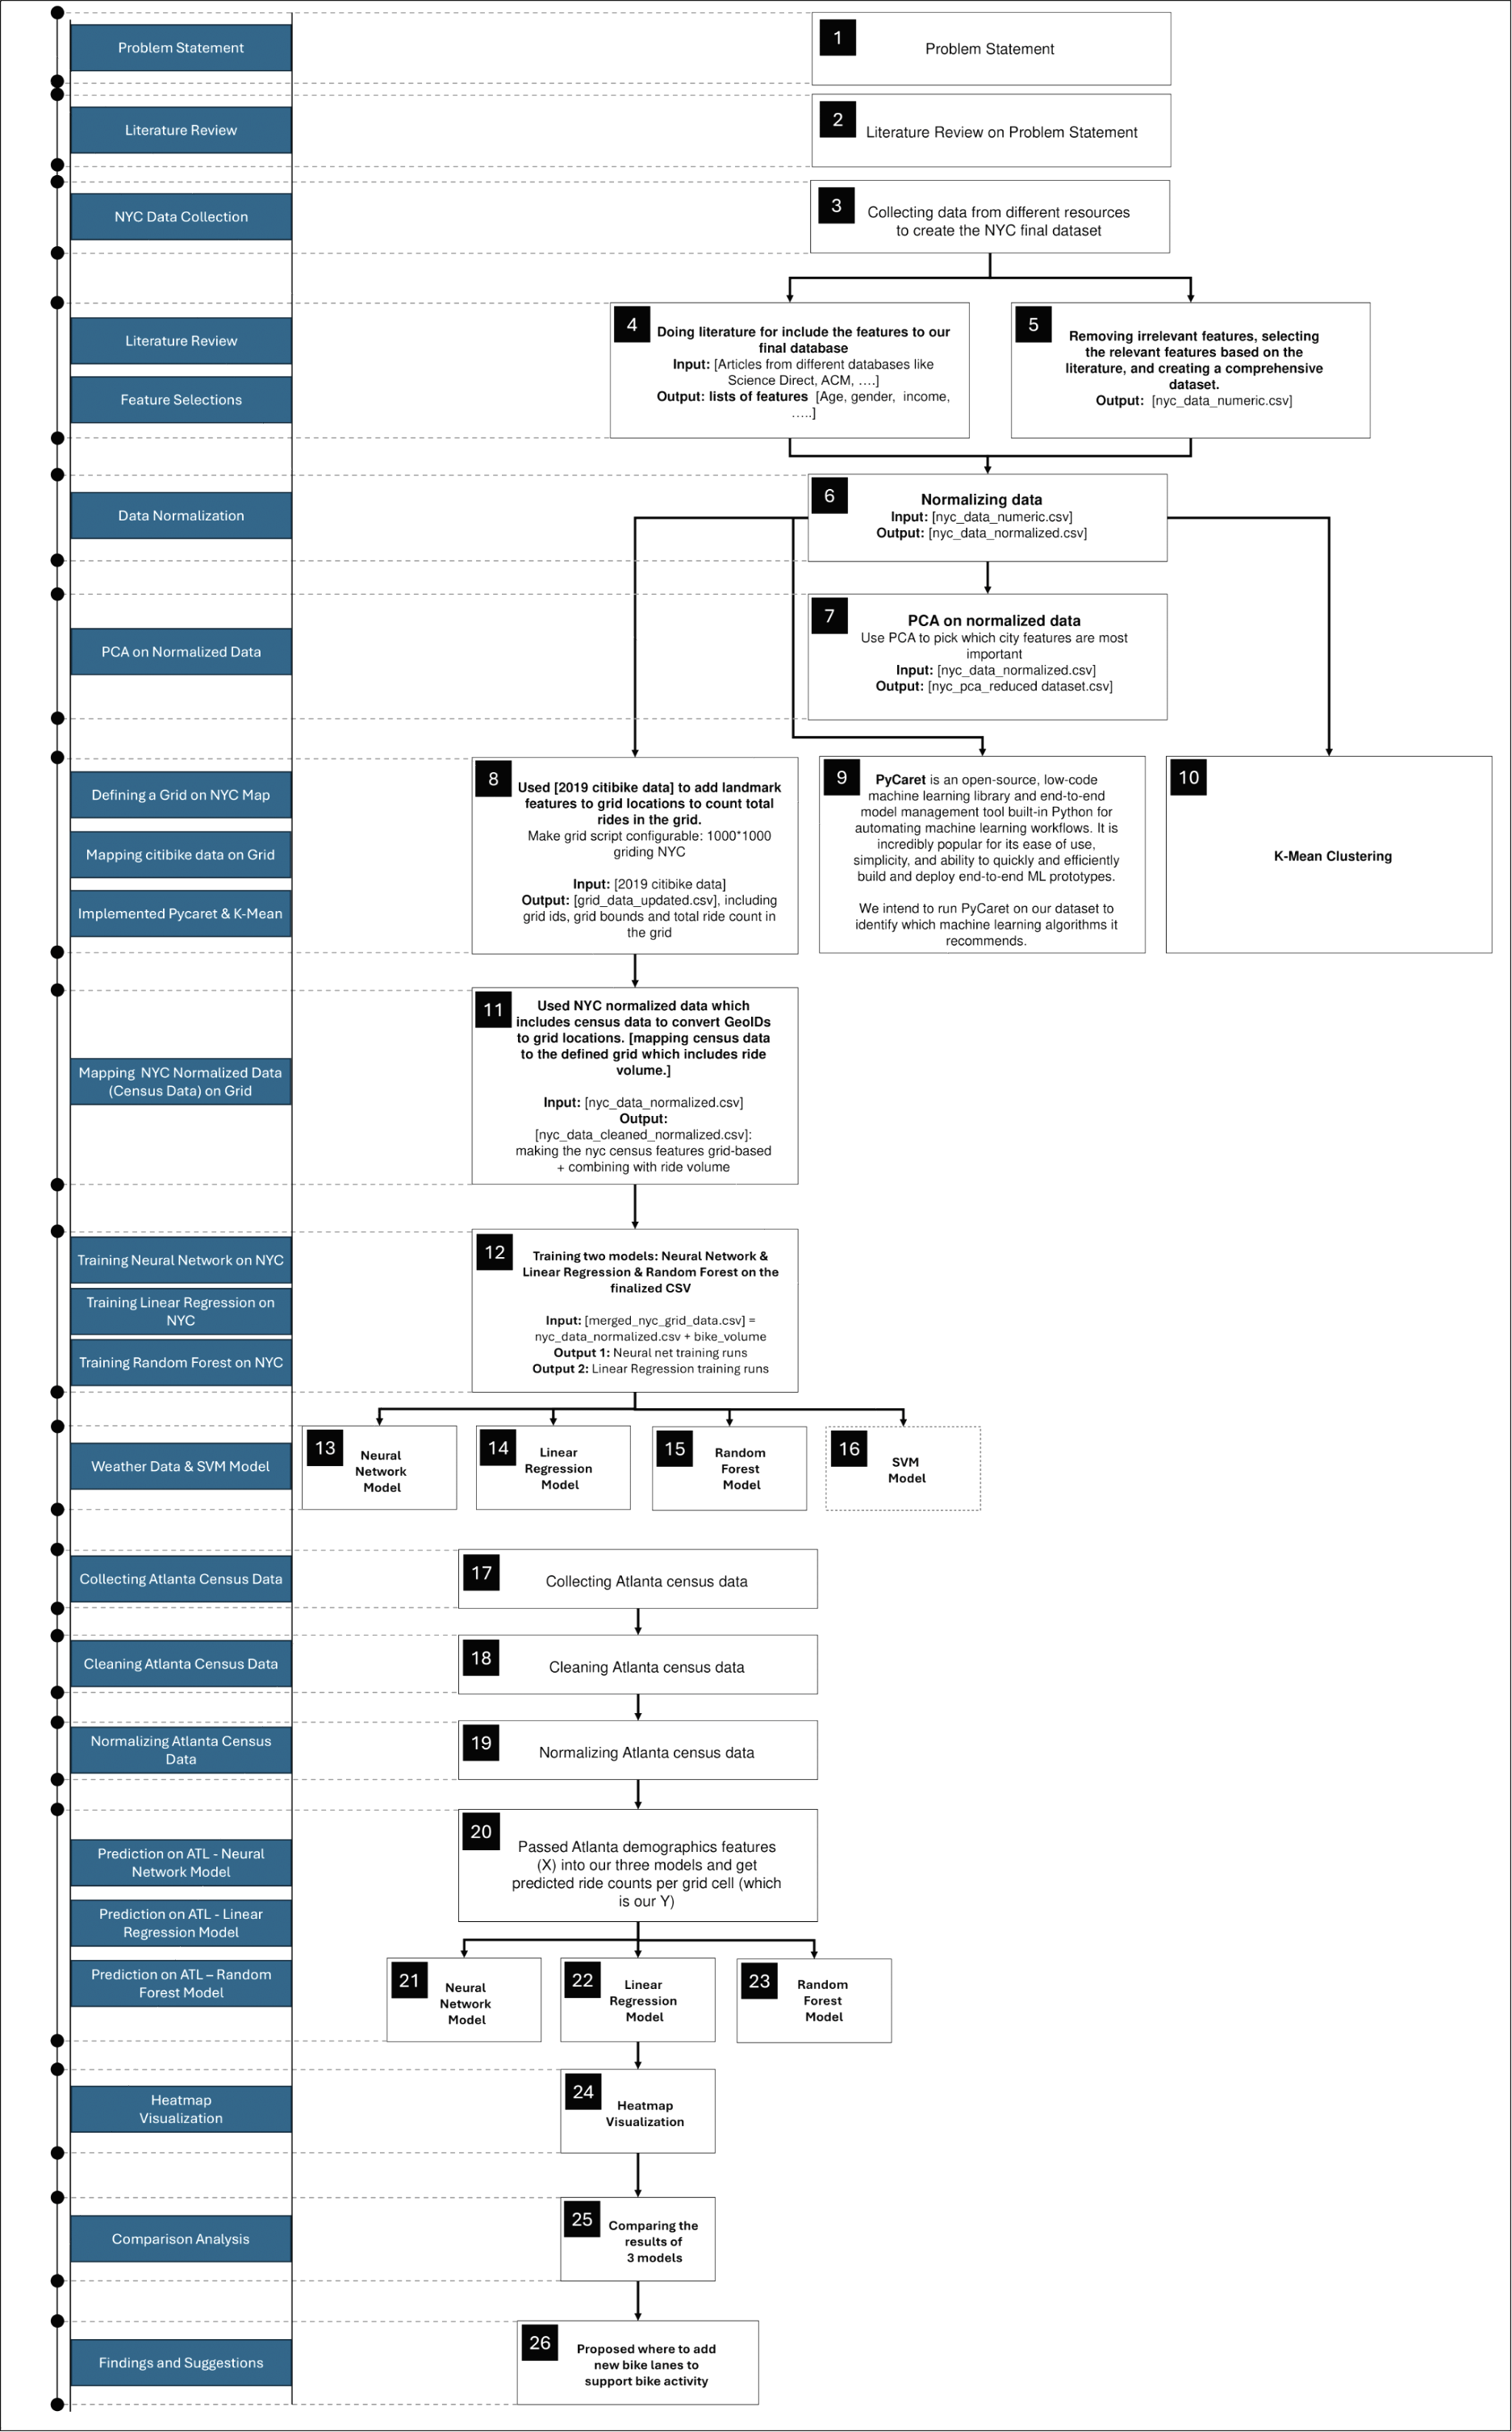 Problem Statement
1
Problem Statement
Literature Review
2
Literature Review on Problem Statement
NYC Data Collection
3
Collecting data from different resources
to create the NYC final dataset
Literature Review
Feature Selections
4
Doing literature for include the features to our
final database
Input: [Articles from different databases like
Science Direct, ACM, ....]
Output: lists of features [Age, gender, income,
.....]
5
Removing irrelevant features, selecting
the relevant features based on the
literature, and creating a comprehensive
dataset.
Output: [nyc_data_numeric.csv]
Data Normalization
6
Normalizing data
Input: [nyc_data_numeric.csv]
Output: [nyc_data_normalized.csv]
PCA on Normalized Data
7
PCA on normalized data
Use PCA to pick which city features are most
important
Input: [nyc_data_normalized.csv]
Output: [nyc_pca_reduced dataset.csv]
Defining a Grid on NYC Map
Mapping citibike data on Grid
Implemented Pycaret & K-Mean
8
Used [2019 citibike data] to add landmark
features to grid locations to count total
rides in the grid.
Make grid script configurable: 1000*1000
griding NYC
Input: [2019 citibike data]
Output: [grid_data_updated.csv], including
grid ids, grid bounds and total ride count in
the grid
9
PyCaret is an open-source, low-code
machine learning library and end-to-end
model management tool built-in Python for
automating machine learning workflows. It is
incredibly popular for its ease of use,
simplicity, and ability to quickly and efficiently
build and deploy end-to-end ML prototypes.
We intend to run PyCaret on our dataset to
identify which machine learning algorithms it
recommends.
10
K-Mean Clustering
Mapping NYC Normalized Data
(Census Data) on Grid
11
Used NYC normalized data which
includes census data to convert GeoIDs
to grid locations. [mapping census data
to the defined grid which includes ride
volume.]
Input: [nyc_data_normalized.csv]
Output:
[nyc_data_cleaned_normalized.csv]:
making the nyc census features grid-based
+ combining with ride volume
Training Neural Network on NYC
Training Linear Regression on
NYC
Training Random Forest on NYC
12
Training two models: Neural Network &
Linear Regression & Random Forest on the
finalized CSV
Input: [merged_nyc_grid_data.csv] =
nyc_data_normalized.csv + bike_volume
Output 1: Neural net training runs
Output 2: Linear Regression training runs
Weather Data & SVM Model
13
Neural
Network
Model
14
Linear
Regression
Model
15
Random
Forest
Model
16
SVM
Model
Collecting Atlanta Census Data
17
Collecting Atlanta census data
Cleaning Atlanta Census Data
18
Cleaning Atlanta census data
Normalizing Atlanta Census
Data
19
Normalizing Atlanta census data
Prediction on ATL - Neural
Network Model
Prediction on ATL - Linear
Regression Model
Prediction on ATL – Random
Forest Model
20
Passed Atlanta demographics features
(X) into our three models and get
predicted ride counts per grid cell (which
is our Y)
21
Neural
Network
Model
22
Linear
Regression
Model
23
Random
Forest
Model
Heatmap
Visualization
24
Heatmap
Visualization
Comparison Analysis
25
Comparing the
results of
3 models
Findings and Suggestions
26
Proposed where to add
new bike lanes to
support bike activity